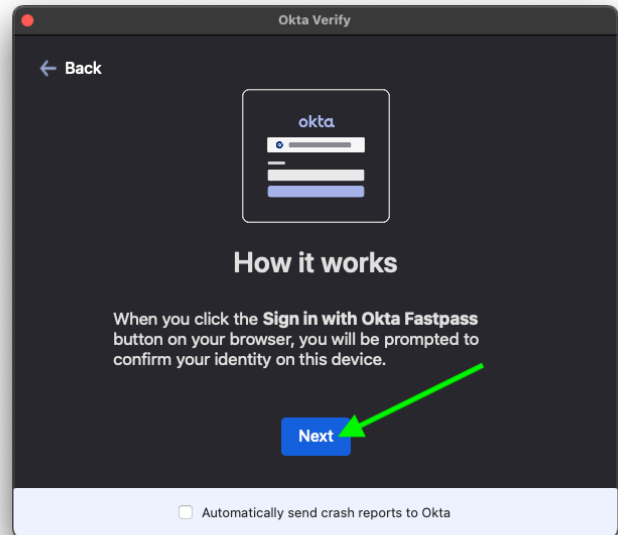 Okta Verify
Back
okta
How it works
When you click the Sign in with Okta Fastpass
button on your browser, you will be prompted to
confirm your identity on this device.
Next
Automatically send crash reports to Okta